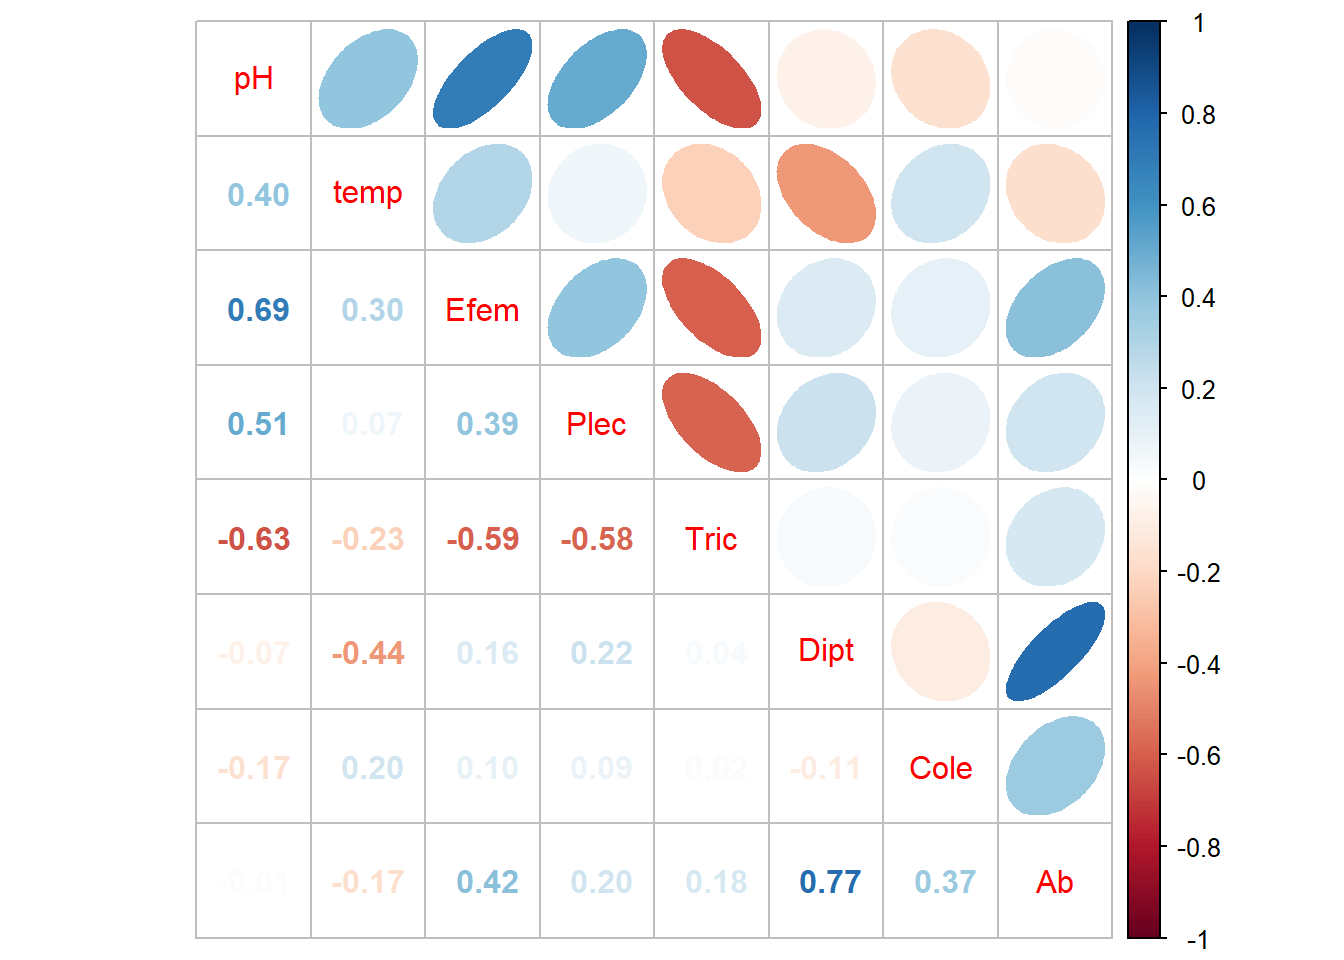 pH
0.40 temp
0.69 0.30 Efem
0.51 0.07 0.39 Plec
-0.63 -0.23 -0.59 -0.58 Tric
-0.07 -0.44 0.16 0.22 0.04 Dipt
-0.17 0.20 0.10 0.09 0.02 -0.11 Cole
-0.01 -0.17 0.42 0.20 0.18 0.77 0.37 Ab
1
0.8
0.6
0.4
0.2
0
-0.2
-0.4
-0.6
-0.8
-1